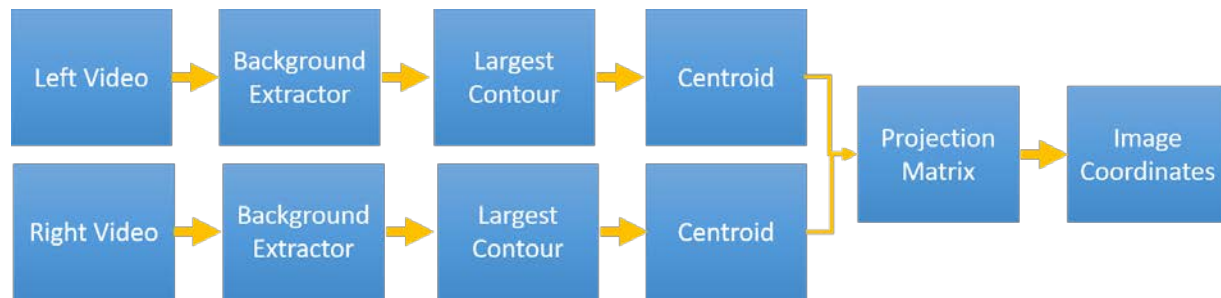 Left Video
Background
Extractor
Largest
Contour
Centroid
Right Video
Background
Extractor
Largest
Contour
Centroid
Projection
Matrix
Image
Coordinates